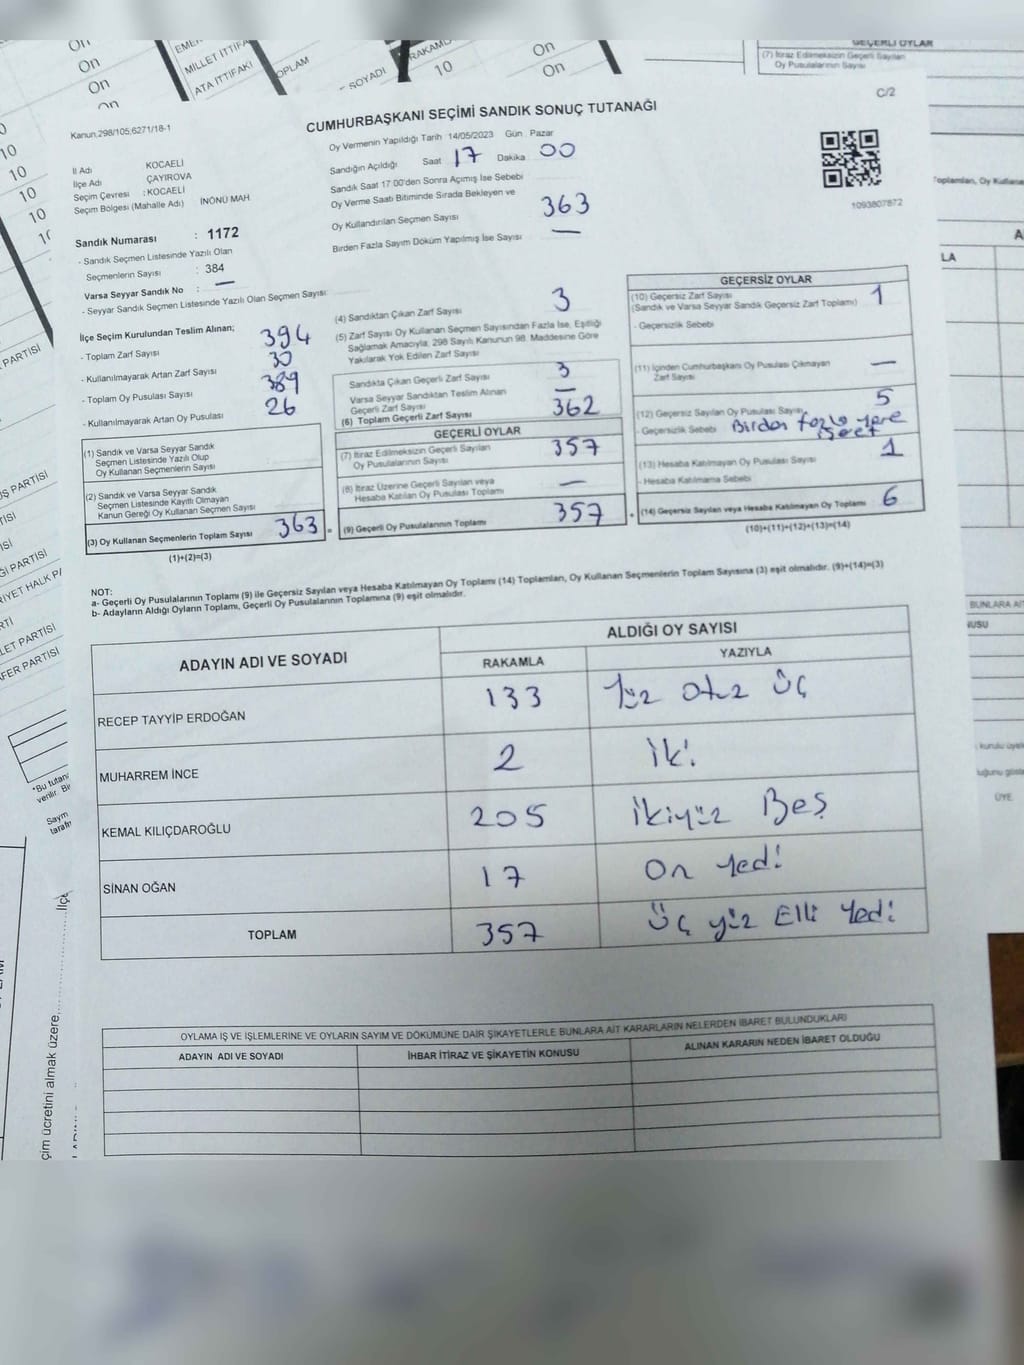 CUMHURBAŞKANI SEÇİMİ SANDIK SONUÇ TUTANAĞI
C/2
Kanun.298/105,6271/18-1
Oy Vermenin Yapıldığı Tarih 14/05/2023 Gün Pazar
Sandığın Açıldığı Saat 17 Dakika 00
Sandık Saat 17 00'den Sonra Açımış İse Sebebi
Oy Verme Saati Bitiminde Sırada Bekleyen ve
Oy Kullandırılan Seçmen Sayısı 363
Birden Fazla Sayım Döküm Yapılmış İse Sayısı —
1093807872
İl Adı KOCAELİ
İlçe Adı ÇAYIROVA
Seçim Çevresi : KOCAELİ
Seçim Bölgesi (Mahalle Adı) İNÖNÜ MAH.
Sandık Numarası : 1172
- Sandık Seçmen Listesinde Yazılı Olan
Seçmenlerin Sayısı : 384
Varsa Seyyar Sandık No : —
- Seyyar Sandık Seçmen Listesinde Yazılı Olan Seçmen Sayısı:
İlçe Seçim Kurulundan Teslim Alınan;
- Toplam Zarf Sayısı 394
- Kullanılmayarak Artan Zarf Sayısı 30
- Toplam Oy Pusulası Sayısı 389
- Kullanılmayarak Artan Oy Pusulası 26
(1) Sandık ve Varsa Seyyar Sandık
Seçmen Listesinde Yazılı Olup
Oy Kullanan Seçmenlerin Sayısı
(2) Sandık ve Varsa Seyyar Sandık
Seçmen Listesinde Kayıtlı Olmayan
Kanun Gereği Oy Kullanan Seçmen Sayısı
(3) Oy Kullanan Seçmenlerin Toplam Sayısı 363
(1)+(2)=(3)
(4) Sandıktan Çıkan Zarf Sayısı 3
(5) Zarf Sayısı Oy Kullanan Seçmen Sayısından Fazla İse, Eşitliği
Sağlamak Amacıyla; 298 Sayılı Kanunun 98. Maddesine Göre
Yakılarak Yok Edilen Zarf Sayısı
Sandıkta Çıkan Geçerli Zarf Sayısı 3
Varsa Seyyar Sandıktan Teslim Alınan
Geçerli Zarf Sayısı —
(6) Toplam Geçerli Zarf Sayısı 362
GEÇERLİ OYLAR
(7) İtiraz Edilmeksizin Geçerli Sayılan
Oy Pusulalarının Sayısı 357
(8) İtiraz Üzerine Geçerli Sayılan veya
Hesaba Katılan Oy Pusulası Toplamı —
(9) Geçerli Oy Pusulalarının Toplamı 357
GEÇERSİZ OYLAR
(10) Geçersiz Zarf Sayısı
(Sandık ve Varsa Seyyar Sandık Geçersiz Zarf Toplamı) 1
- Geçersizlik Sebebi
(11) İçinden Cumhurbaşkanı Oy Pusulası Çıkmayan
Zarf Sayısı —
(12) Geçersiz Sayılan Oy Pusulası Sayısı 5
- Geçersizlik Sebebi Birden fazla yere
işaret
(13) Hesaba Katılmayan Oy Pusulası Sayısı 1
- Hesaba Katılmama Sebebi
(14) Geçersiz Sayılan veya Hesaba Katılmayan Oy Toplamı 6
(10)+(11)+(12)+(13)=(14)
NOT:
a- Geçerli Oy Pusulalarının Toplamı (9) ile Geçersiz Sayılan veya Hesaba Katılmayan Oy Toplamı (14) Toplamları, Oy Kullanan Seçmenlerin Toplam Sayısına (3) eşit olmalıdır. (9)+(14)=(3)
b- Adayların Aldığı Oyların Toplamı, Geçerli Oy Pusulalarının Toplamına (9) eşit olmalıdır.
ADAYIN ADI VE SOYADI
ALDIĞI OY SAYISI
RAKAMLA YAZIYLA
RECEP TAYYİP ERDOĞAN 133 Yüz Otuz Üç
MUHARREM İNCE 2 İki
KEMAL KILIÇDAROĞLU 205 İkiyüz Beş
SİNAN OĞAN 17 On Yedi
TOPLAM 357 Üç yüz Elli Yedi
OYLAMA İŞ VE İŞLEMLERİNE VE OYLARIN SAYIM VE DÖKÜMÜNE DAİR ŞİKAYETLERLE BUNLARA AİT KARARLARIN NELERDEN İBARET BULUNDUKLARI
ADAYIN ADI VE SOYADI İHBAR İTİRAZ VE ŞİKAYETİN KONUSU ALINAN KARARIN NEDEN İBARET OLDUĞU